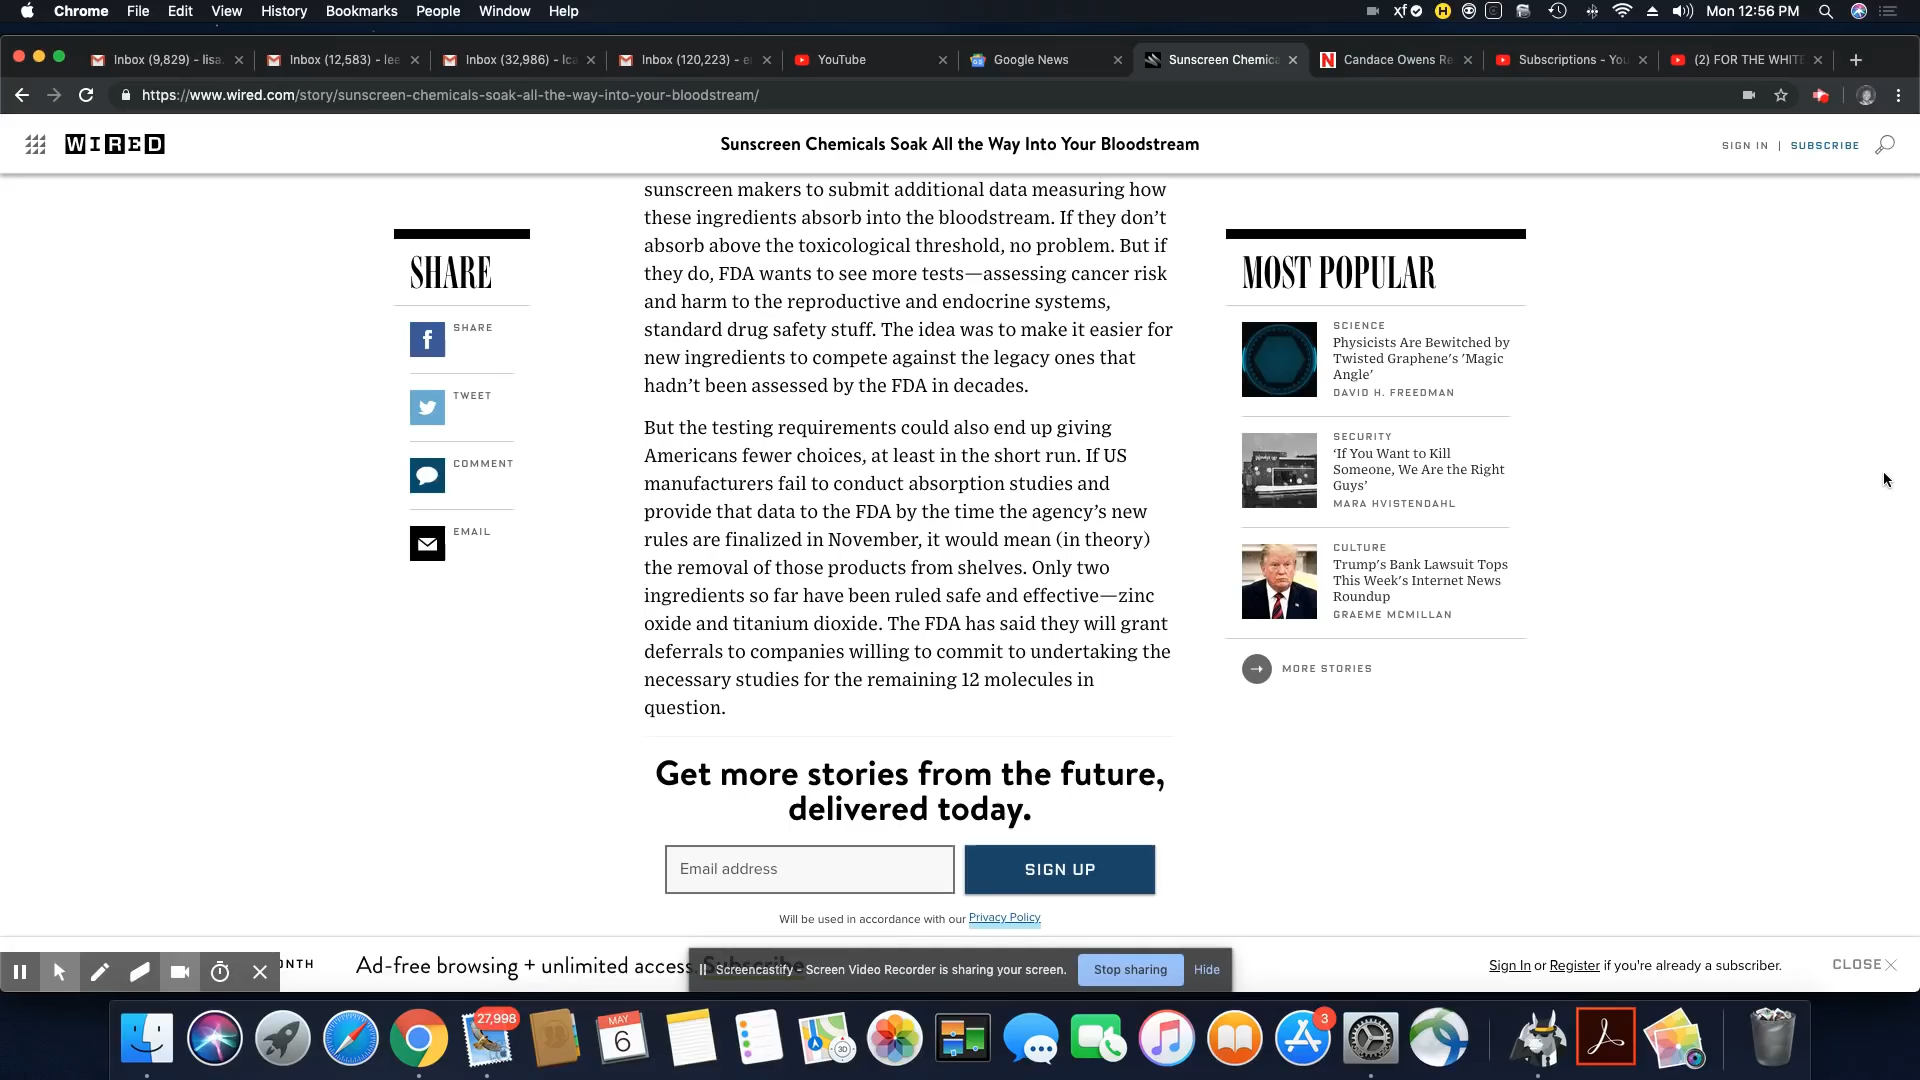 Chrome File Edit View History Bookmarks People Window Help
Mon 12:56 PM
Inbox (9,829) - lisa.
Inbox (12,583) - lee
Inbox (32,986) - lca
Inbox (120,223) - e
YouTube
Google News
Sunscreen Chemica
Candace Owens Re
Subscriptions - You
(2) FOR THE WHITE
https://www.wired.com/story/sunscreen-chemicals-soak-all-the-way-into-your-bloodstream/
WIRED
Sunscreen Chemicals Soak All the Way Into Your Bloodstream
SIGN IN | SUBSCRIBE
SHARE
SHARE
TWEET
COMMENT
EMAIL
sunscreen makers to submit additional data measuring how
these ingredients absorb into the bloodstream. If they don’t
absorb above the toxicological threshold, no problem. But if
they do, FDA wants to see more tests—assessing cancer risk
and harm to the reproductive and endocrine systems,
standard drug safety stuff. The idea was to make it easier for
new ingredients to compete against the legacy ones that
hadn’t been assessed by the FDA in decades.
But the testing requirements could also end up giving
Americans fewer choices, at least in the short run. If US
manufacturers fail to conduct absorption studies and
provide that data to the FDA by the time the agency’s new
rules are finalized in November, it would mean (in theory)
the removal of those products from shelves. Only two
ingredients so far have been ruled safe and effective—zinc
oxide and titanium dioxide. The FDA has said they will grant
deferrals to companies willing to commit to undertaking the
necessary studies for the remaining 12 molecules in
question.
MOST POPULAR
SCIENCE
Physicists Are Bewitched by
Twisted Graphene's 'Magic
Angle'
DAVID H. FREEDMAN
SECURITY
‘If You Want to Kill
Someone, We Are the Right
Guys’
MARA HVISTENDAHL
CULTURE
Trump's Bank Lawsuit Tops
This Week's Internet News
Roundup
GRAEME MCMILLAN
MORE STORIES
Get more stories from the future,
delivered today.
Email address
SIGN UP
Will be used in accordance with our Privacy Policy
ONTH
Ad-free browsing + unlimited access. Subscribe
Screencastify - Screen Video Recorder is sharing your screen.
Stop sharing
Hide
Sign In or Register if you're already a subscriber.
CLOSE
27,998
MAY
6
3D
3